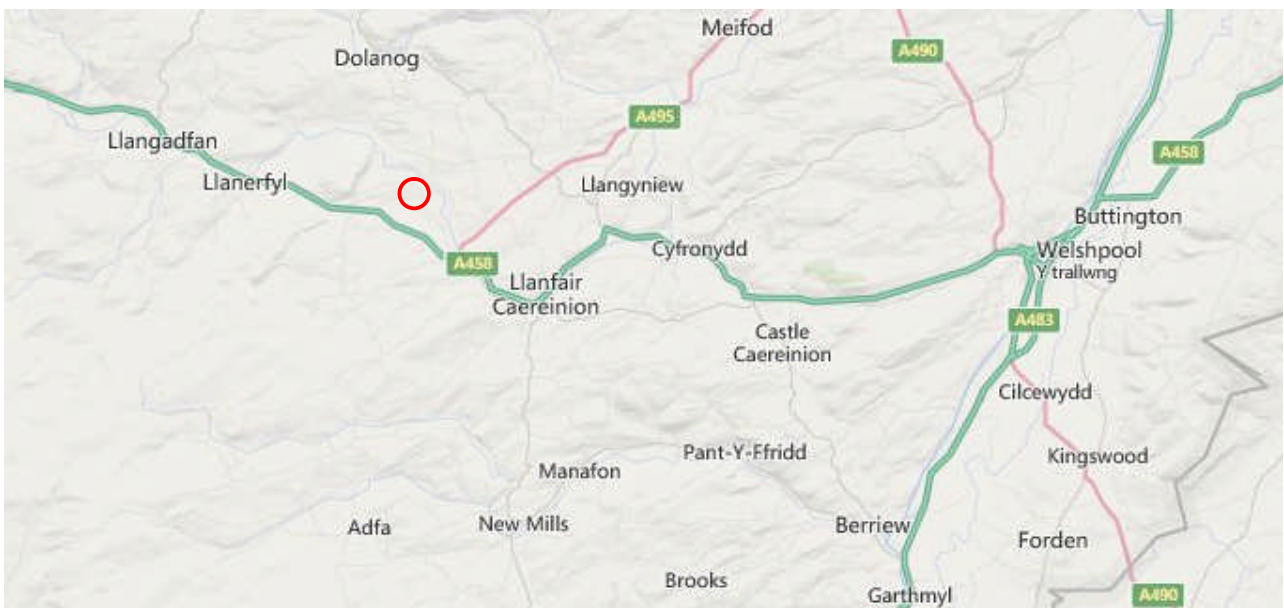 Meifod
A490
Dolanog
A495
Llangadfan
A458
Llanerfyl
Llangyniew
Buttington
Cyfronydd
Welshpool
Y trallwng
A458
Llanfair
Caereinion
A483
Castle
Caereinion
Cilcewydd
Pant-Y-Ffridd
Kingswood
Manafon
Adfa
New Mills
Berriew
Forden
Brooks
Garthmyl
A490